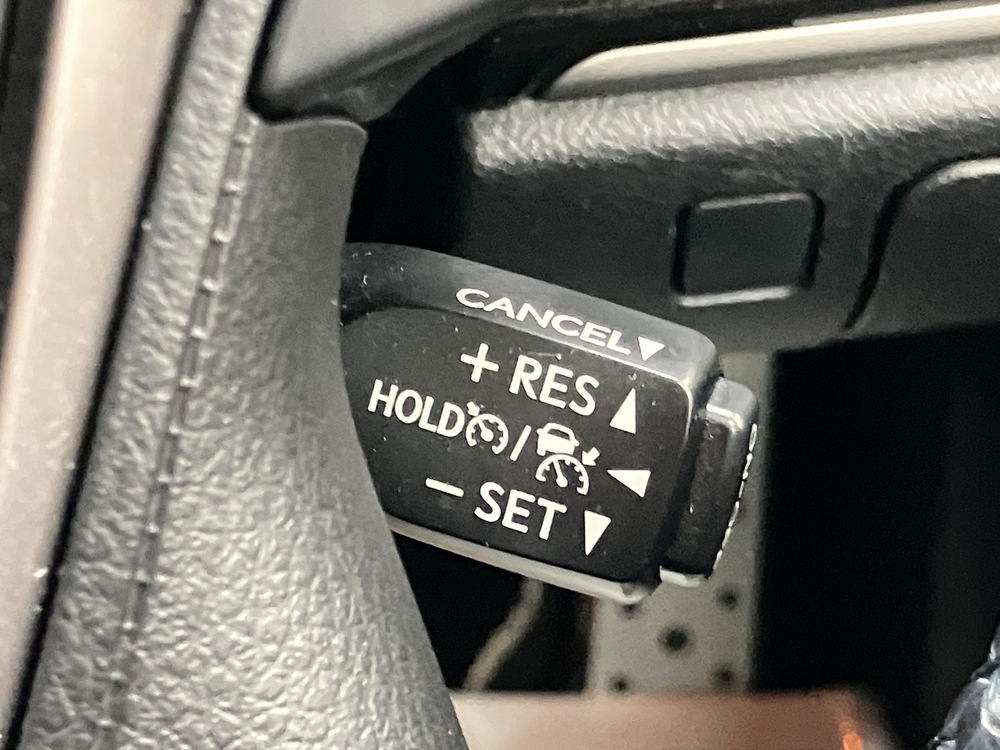 CANCEL▼
+ RES ▲
HOLD / ◀
− SET ▼